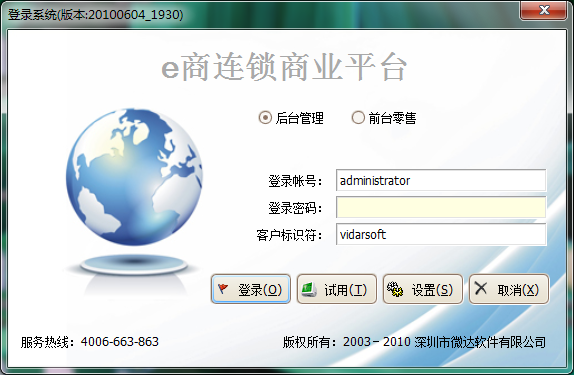 登录系统(版本:20100604_1930)
e商连锁商业平台
后台管理 前台零售
登录帐号： administrator
登录密码：
客户标识符： vidarsoft
登录(O) 试用(T) 设置(S) 取消(X)
服务热线：4006-663-863 版权所有：2003－2010 深圳市微达软件有限公司